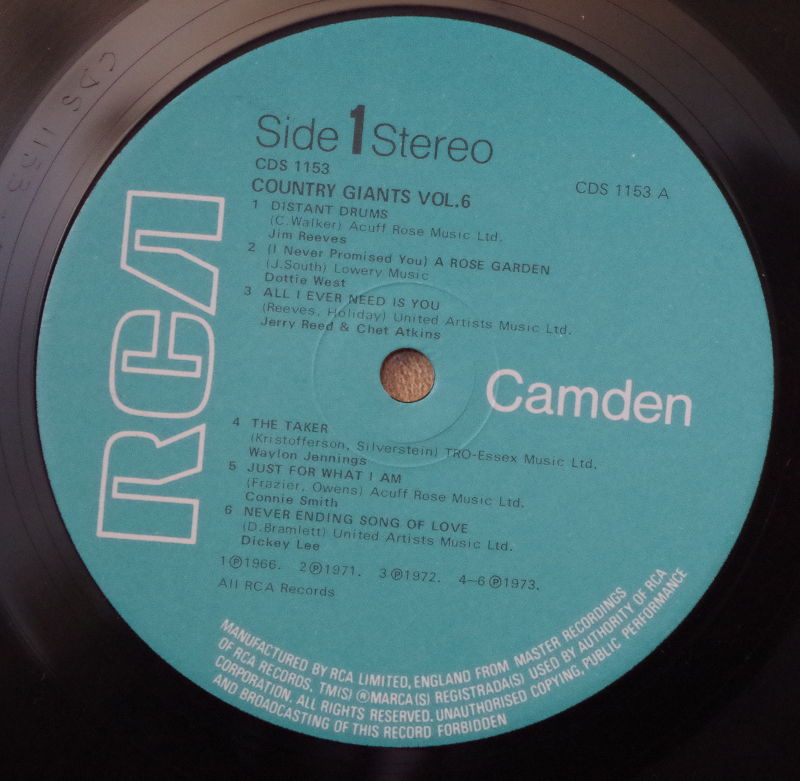 Side 1 Stereo
CDS 1153
CDS 1153 A
COUNTRY GIANTS VOL.6
1 DISTANT DRUMS
(C.Walker) Acuff Rose Music Ltd.
Jim Reeves
2 (I Never Promised You) A ROSE GARDEN
(J.South) Lowery Music
Dottie West
3 ALL I EVER NEED IS YOU
(Reeves, Holiday) United Artists Music Ltd.
Jerry Reed & Chet Atkins
RCA
Camden
4 THE TAKER
(Kristofferson, Silverstein) TRO-Essex Music Ltd.
Waylon Jennings
5 JUST FOR WHAT I AM
(Frazier, Owens) Acuff Rose Music Ltd.
Connie Smith
6 NEVER ENDING SONG OF LOVE
(D.Bramlett) United Artists Music Ltd.
Dickey Lee
1 ℗ 1966. 2 ℗ 1971. 3 ℗ 1972. 4-6 ℗ 1973.
All RCA Records
MANUFACTURED BY RCA LIMITED, ENGLAND FROM MASTER RECORDINGS
OF RCA RECORDS. TM(S) ® MARCA(S) REGISTRADA(S) USED BY AUTHORITY OF RCA
CORPORATION. ALL RIGHTS RESERVED. UNAUTHORISED COPYING, PUBLIC PERFORMANCE
AND BROADCASTING OF THIS RECORD FORBIDDEN
CDS 1153